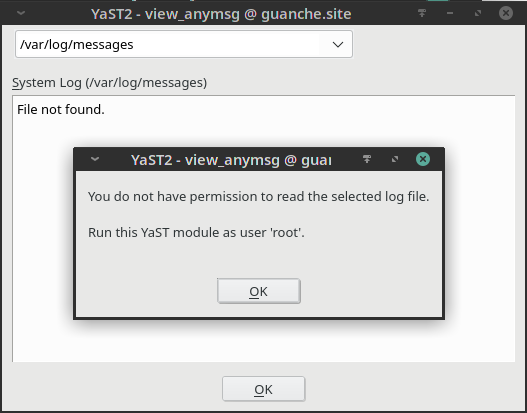 YaST2 - view_anymsg @ guanche.site
/var/log/messages
System Log (/var/log/messages)
File not found.
YaST2 - view_anymsg @ guai
You do not have permission to read the selected log file.
Run this YaST module as user 'root'.
OK
OK